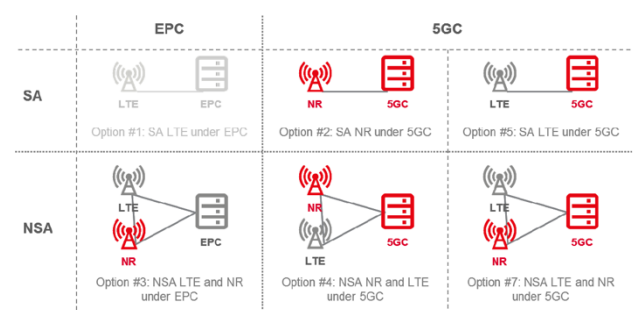 EPC
5GC
SA
LTE
EPC
Option #1: SA LTE under EPC
NR
5GC
Option #2: SA NR under 5GC
LTE
5GC
Option #5: SA LTE under 5GC
NSA
LTE
NR
EPC
Option #3: NSA LTE and NR
under EPC
NR
LTE
5GC
Option #4: NSA NR and LTE
under 5GC
LTE
NR
5GC
Option #7: NSA LTE and NR
under 5GC